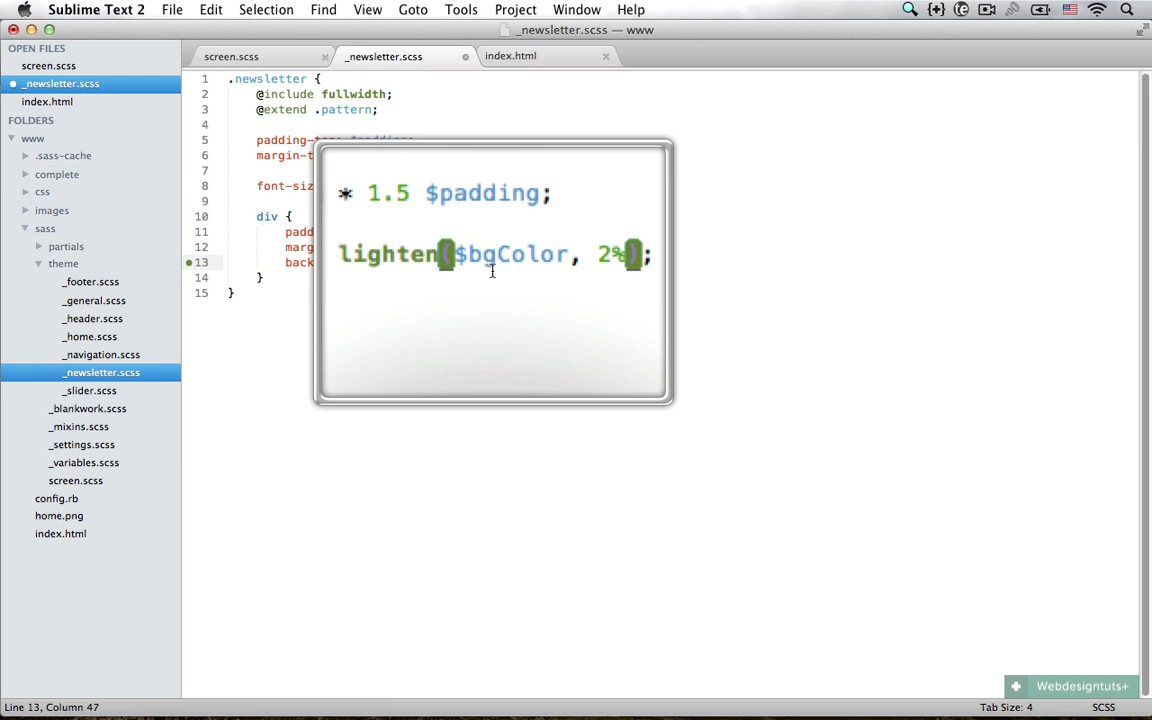 Sublime Text 2 File Edit Selection Find View Goto Tools Project Window Help
_newsletter.scss — www
OPEN FILES
screen.scss
_newsletter.scss
index.html
FOLDERS
www
.sass-cache
complete
css
images
sass
partials
theme
_footer.scss
_general.scss
_header.scss
_home.scss
_navigation.scss
_newsletter.scss
_slider.scss
_blankwork.scss
_mixins.scss
_settings.scss
_variables.scss
screen.scss
config.rb
home.png
index.html
screen.scss _newsletter.scss index.html
1 .newsletter {
2 @include fullwidth;
3 @extend .pattern;
4
5
6 margin-t
7
8 font-siz
9
10 div {
11 padd
12 marg
13 back
14 }
15 }
* 1.5 $padding;
lighten($bgColor, 2%);
Webdesigntuts+
Line 13, Column 47
Tab Size: 4
SCSS